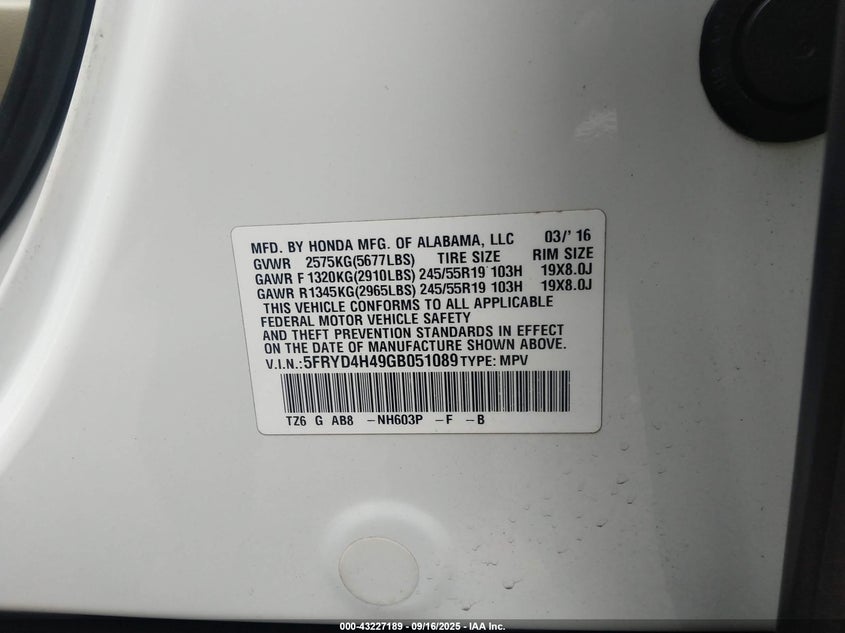 MFD. BY HONDA MFG. OF ALABAMA, LLC 03/' 16
GVWR 2575KG(5677LBS) TIRE SIZE RIM SIZE
GAWR F 1320KG(2910LBS) 245/55R19 103H 19X8.0J
GAWR R1345KG(2965LBS) 245/55R19 103H 19X8.0J
THIS VEHICLE CONFORMS TO ALL APPLICABLE
FEDERAL MOTOR VEHICLE SAFETY
AND THEFT PREVENTION STANDARDS IN EFFECT
ON THE DATE OF MANUFACTURE SHOWN ABOVE.
V.I.N.:5FRYD4H49GB051089 TYPE: MPV
TZ6 G AB8 -NH603P -F -B
000-43227189 - 09/16/2025 - IAA Inc.